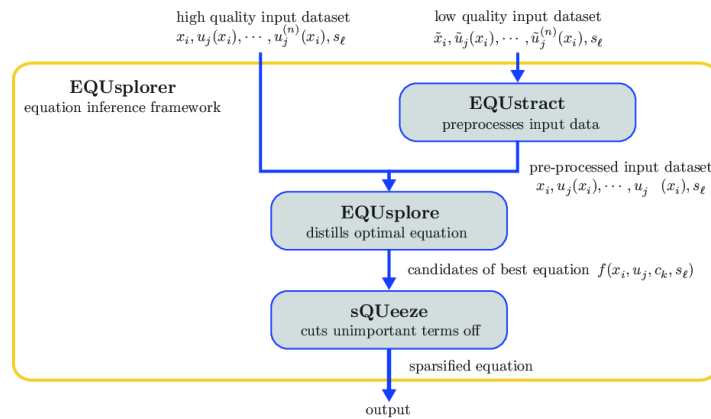 high quality input dataset
xᵢ, uⱼ(xᵢ), ⋯ , uⱼ⁽ⁿ⁾(xᵢ), sℓ
low quality input dataset
x̃ᵢ, ũⱼ(xᵢ), ⋯ , ũⱼ⁽ⁿ⁾(xᵢ), sℓ
EQUsplorer
equation inference framework
EQUstract
preprocesses input data
pre-processed input dataset
xᵢ, uⱼ(xᵢ), ⋯ , uⱼ (xᵢ), sℓ
EQUsplore
distills optimal equation
candidates of best equation f(xᵢ, uⱼ, cₖ, sℓ)
sQUeeze
cuts unimportant terms off
sparsified equation
output